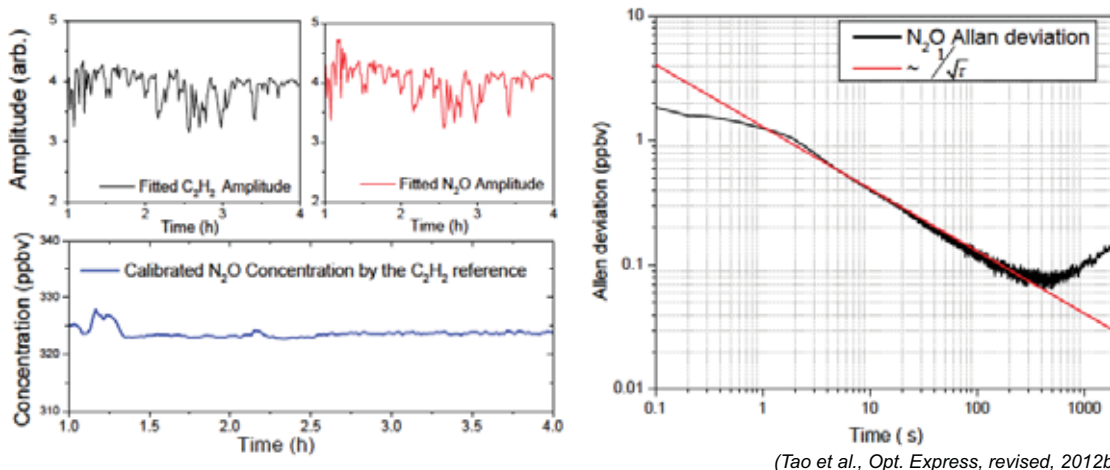 Amplitude (arb.)
5
4
3
2
Fitted C₂H₂ Amplitude
1 2 3 4
Time (h)
5
4
3
2
Fitted N₂O Amplitude
1 2 3 4
Time (h)
Concentration (ppbv)
340
330
320
310
Calibrated N₂O Concentration by the C₂H₂ reference
1.0 1.5 2.0 2.5 3.0 3.5 4.0
Time (h)
Allen deviation (ppbv)
10
1
0.1
0.01
N₂O Allan deviation
~ 1/√τ
0.1 1 10 100 1000
Time ( s)
(Tao et al., Opt. Express, revised, 2012b